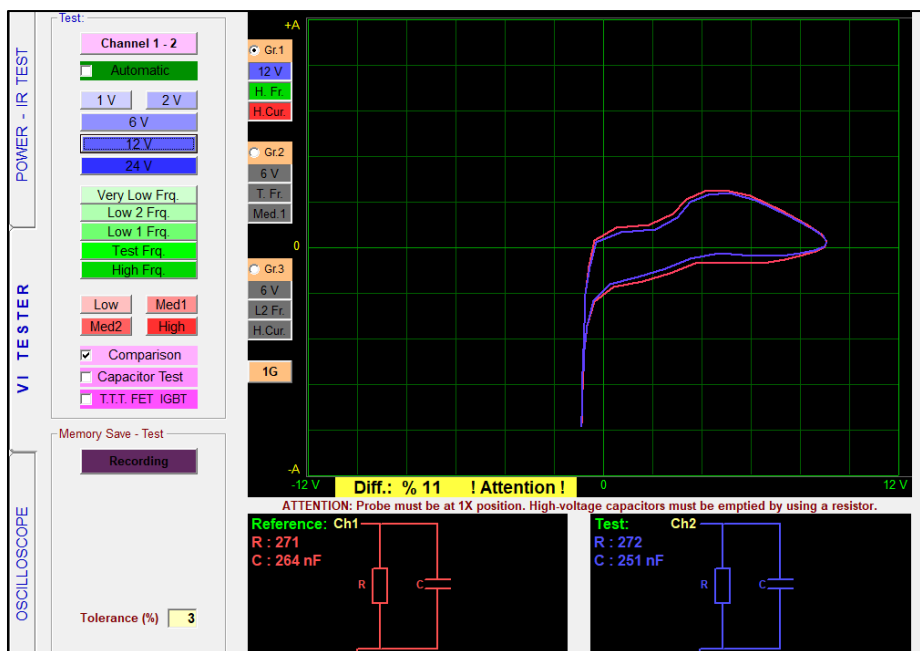 Test:
POWER - IR TEST
VI TESTER
OSCILLOSCOPE
Channel 1 - 2
Automatic
1 V
2 V
6 V
12 V
24 V
Very Low Frq.
Low 2 Frq.
Low 1 Frq.
Test Frq.
High Frq.
Low
Med1
Med2
High
Comparison
Capacitor Test
T.T.T. FET IGBT
Memory Save - Test
Recording
Tolerance (%) 3
Gr.1
12 V
H. Fr.
H.Cur.
Gr.2
6 V
T. Fr.
Med.1
Gr.3
6 V
L2 Fr.
H.Cur.
1G
+A
0
-A
-12 V
0
12 V
Diff.: % 11 ! Attention !
ATTENTION: Probe must be at 1X position. High-voltage capacitors must be emptied by using a resistor.
Reference: Ch1
R : 271
C : 264 nF
R
C
Test: Ch2
R : 272
C : 251 nF
R
C